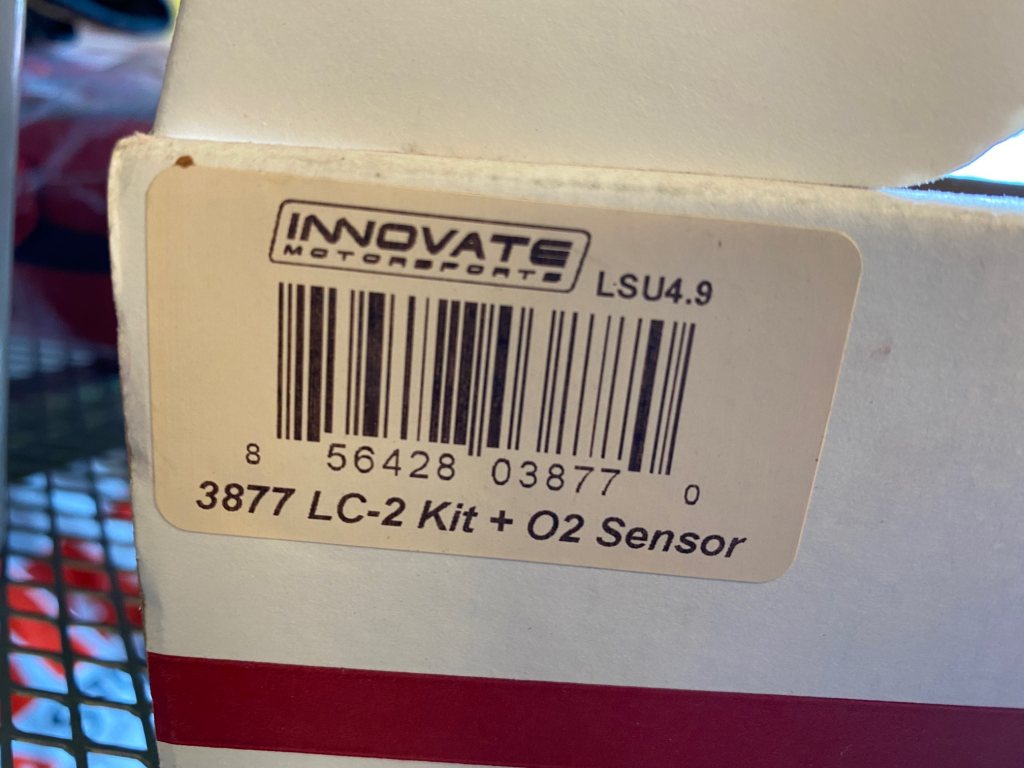 INNOVATE
MOTORSPORTS
LSU4.9
8 56428 03877 0
3877 LC-2 Kit + O2 Sensor